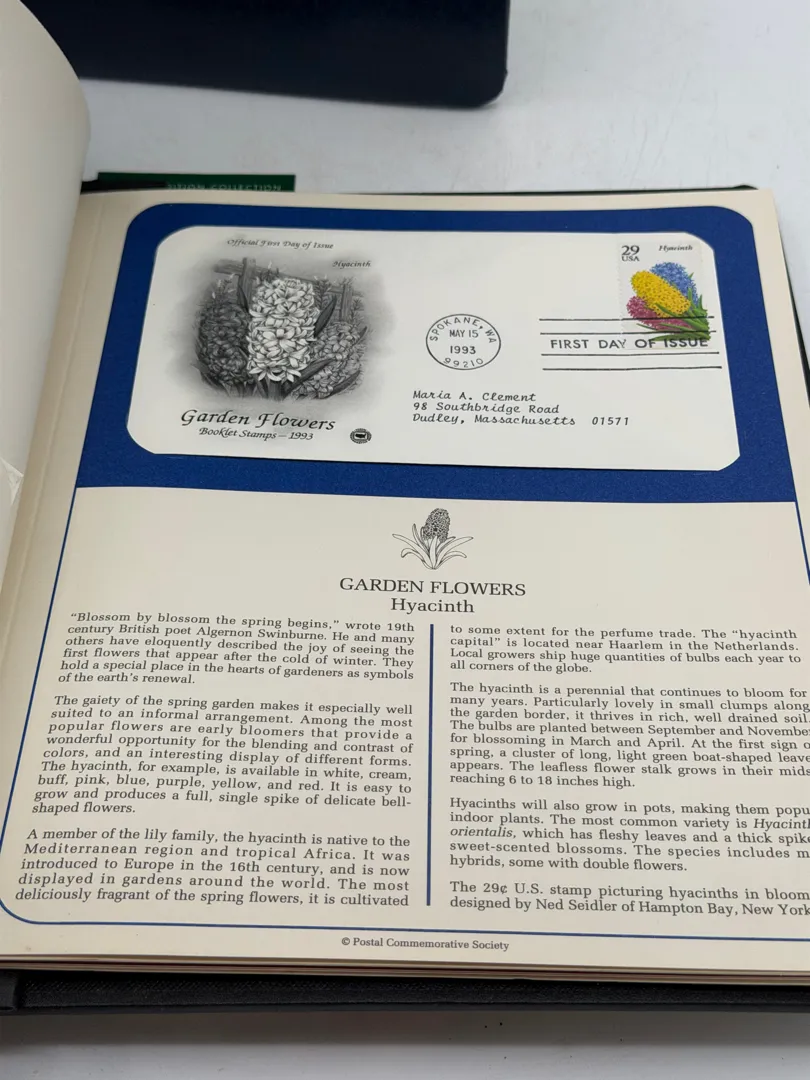 ITION COLLECTION
Official First Day of Issue
Hyacinth
Garden Flowers
Booklet Stamps — 1993
SPOKANE, WA
MAY 15
1993
99210
29
USA
Hyacinth
FIRST DAY OF ISSUE
Maria A. Clement
98 Southbridge Road
Dudley, Massachusetts 01571
GARDEN FLOWERS
Hyacinth
"Blossom by blossom the spring begins," wrote 19th
century British poet Algernon Swinburne. He and many
others have eloquently described the joy of seeing the
first flowers that appear after the cold of winter. They
hold a special place in the hearts of gardeners as symbols
of the earth's renewal.
The gaiety of the spring garden makes it especially well
suited to an informal arrangement. Among the most
popular flowers are early bloomers that provide a
wonderful opportunity for the blending and contrast of
colors, and an interesting display of different forms.
The hyacinth, for example, is available in white, cream,
buff, pink, blue, purple, yellow, and red. It is easy to
grow and produces a full, single spike of delicate bell-
shaped flowers.
A member of the lily family, the hyacinth is native to the
Mediterranean region and tropical Africa. It was
introduced to Europe in the 16th century, and is now
displayed in gardens around the world. The most
deliciously fragrant of the spring flowers, it is cultivated
to some extent for the perfume trade. The "hyacinth
capital" is located near Haarlem in the Netherlands.
Local growers ship huge quantities of bulbs each year to
all corners of the globe.
The hyacinth is a perennial that continues to bloom for
many years. Particularly lovely in small clumps along
the garden border, it thrives in rich, well drained soil.
The bulbs are planted between September and November
for blossoming in March and April. At the first sign o
spring, a cluster of long, light green boat-shaped leave
appears. The leafless flower stalk grows in their mids
reaching 6 to 18 inches high.
Hyacinths will also grow in pots, making them popu
indoor plants. The most common variety is Hyacinth
orientalis, which has fleshy leaves and a thick spike
sweet-scented blossoms. The species includes m
hybrids, some with double flowers.
The 29¢ U.S. stamp picturing hyacinths in bloom
designed by Ned Seidler of Hampton Bay, New York
© Postal Commemorative Society